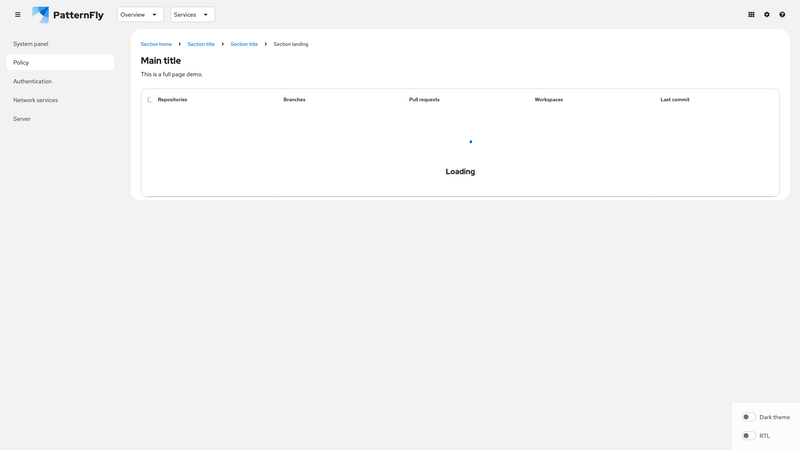 PatternFly
Overview
Services
System panel
Policy
Authentication
Network services
Server
Section home
Section title
Section title
Section landing
Main title
This is a full page demo.
Repositories
Branches
Pull requests
Workspaces
Last commit
Loading
Dark theme
RTL